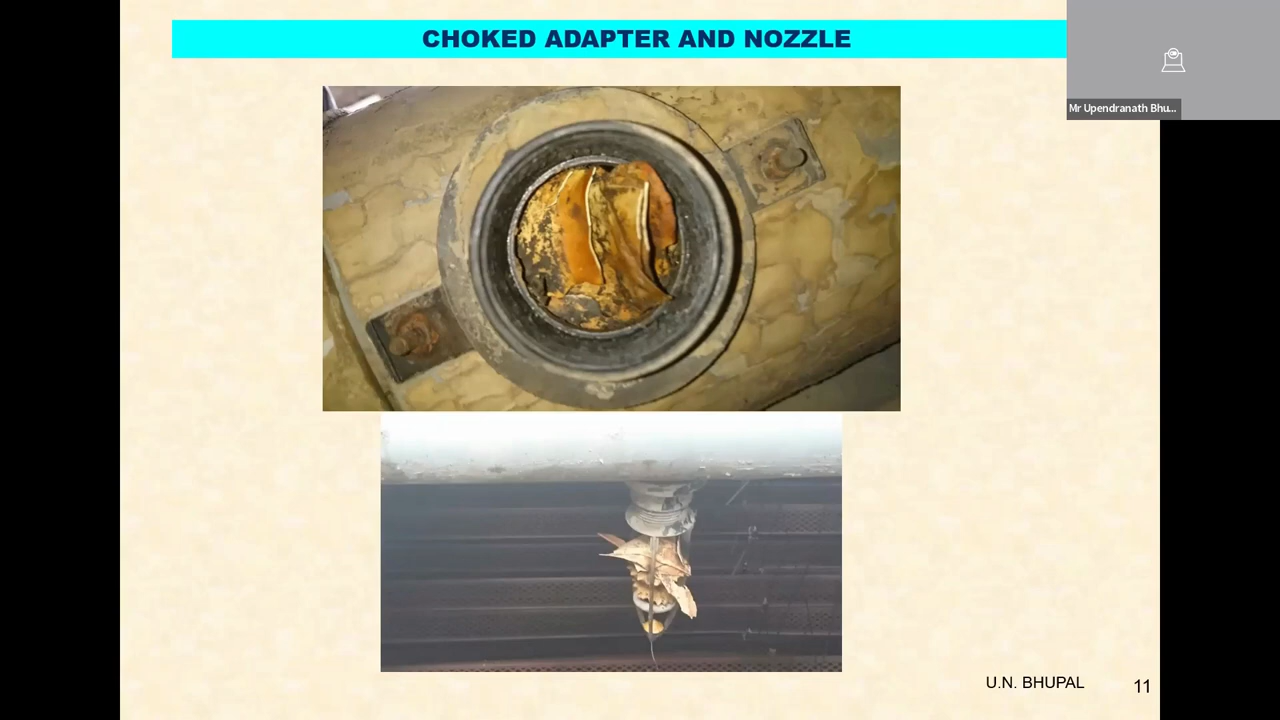 CHOKED ADAPTER AND NOZZLE
Mr Upendranath Bhu...
U.N. BHUPAL
11